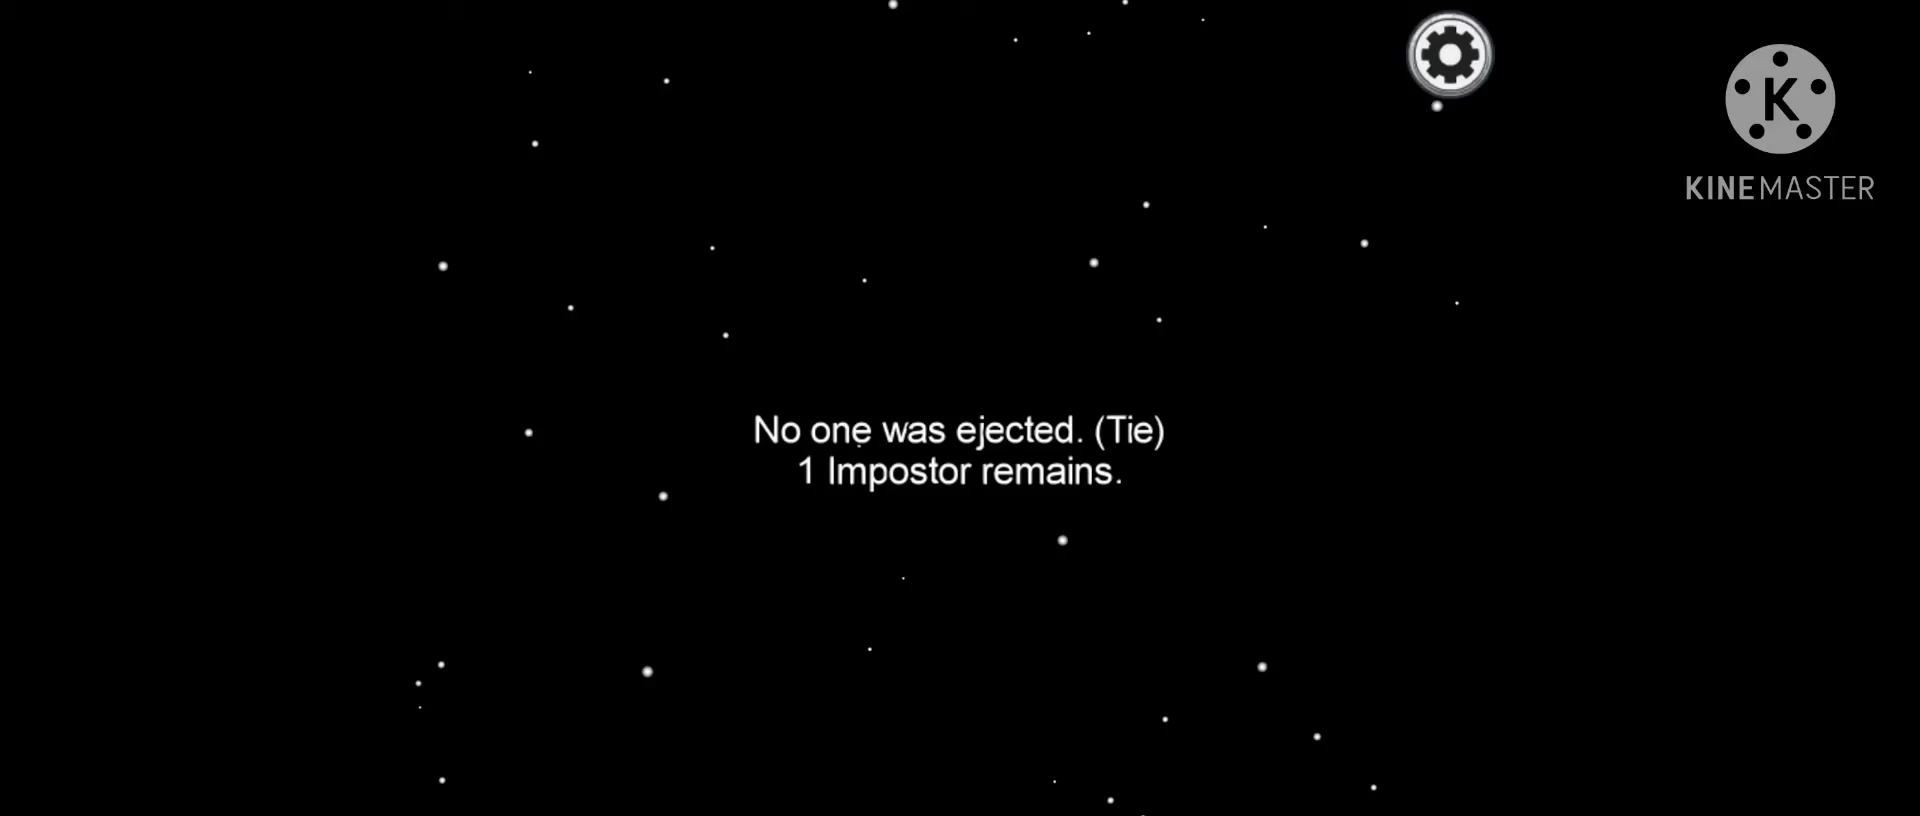 K
KINEMASTER
No one was ejected. (Tie)
1 Impostor remains.